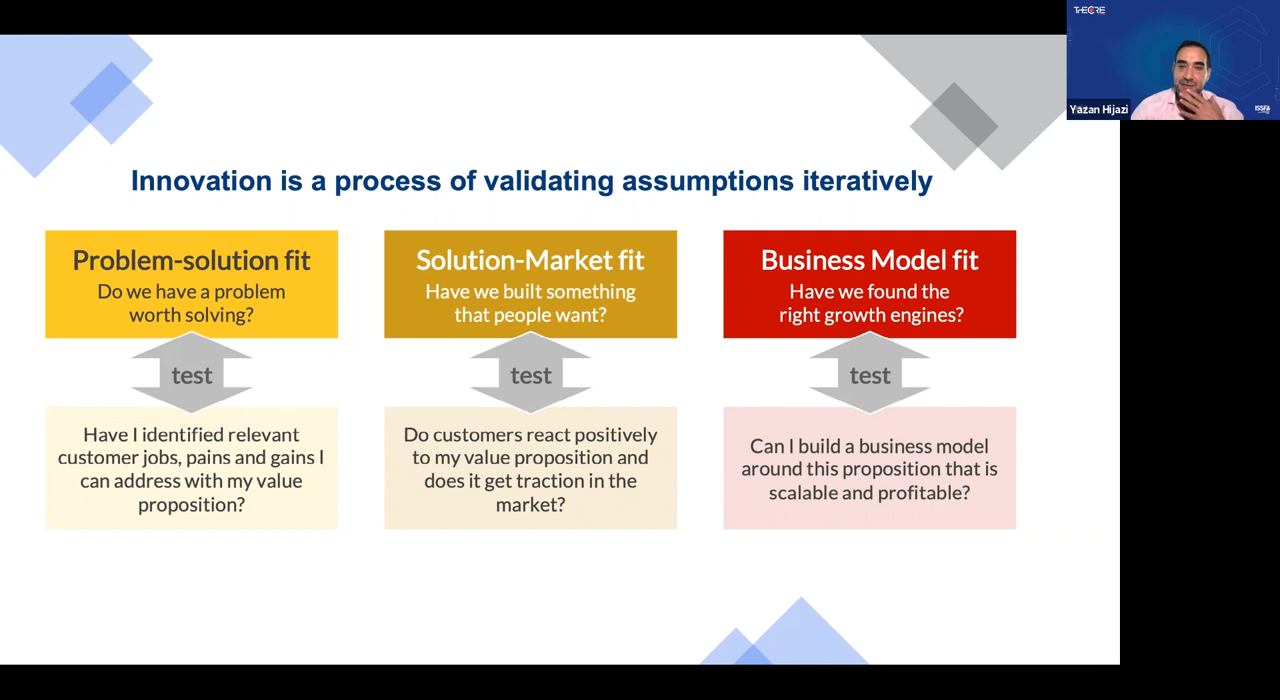 THECRE
Yazan Hijazi
ISSFA
Innovation is a process of validating assumptions iteratively
Problem-solution fit
Do we have a problem
worth solving?
test
Have I identified relevant
customer jobs, pains and gains I
can address with my value
proposition?
Solution-Market fit
Have we built something
that people want?
test
Do customers react positively
to my value proposition and
does it get traction in the
market?
Business Model fit
Have we found the
right growth engines?
test
Can I build a business model
around this proposition that is
scalable and profitable?